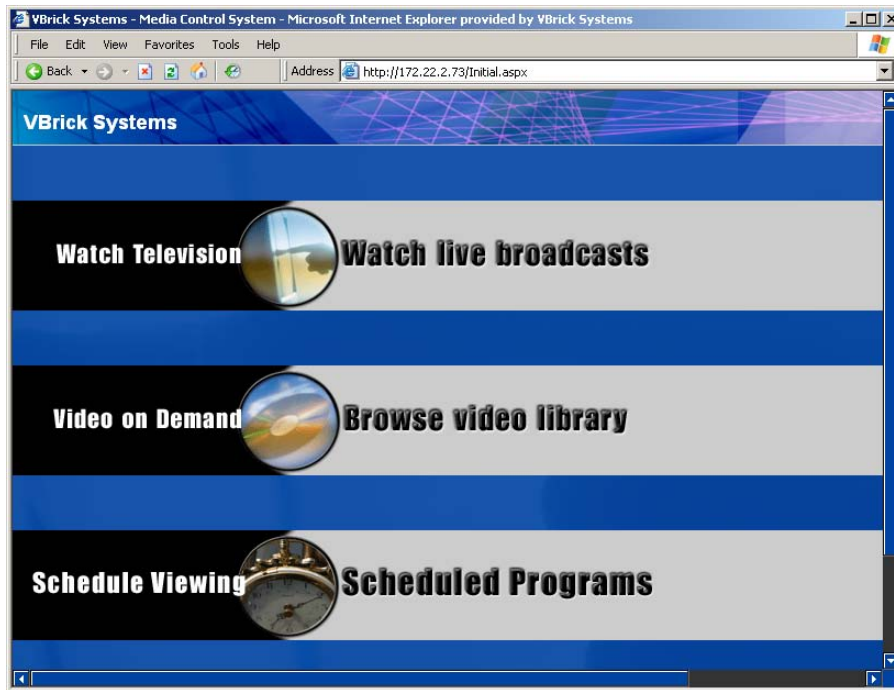 VBrick Systems - Media Control System - Microsoft Internet Explorer provided by VBrick Systems
File Edit View Favorites Tools Help
Back Address http://172.22.2.73/Initial.aspx
VBrick Systems
Watch Television Watch live broadcasts
Video on Demand Browse video library
Schedule Viewing Scheduled Programs